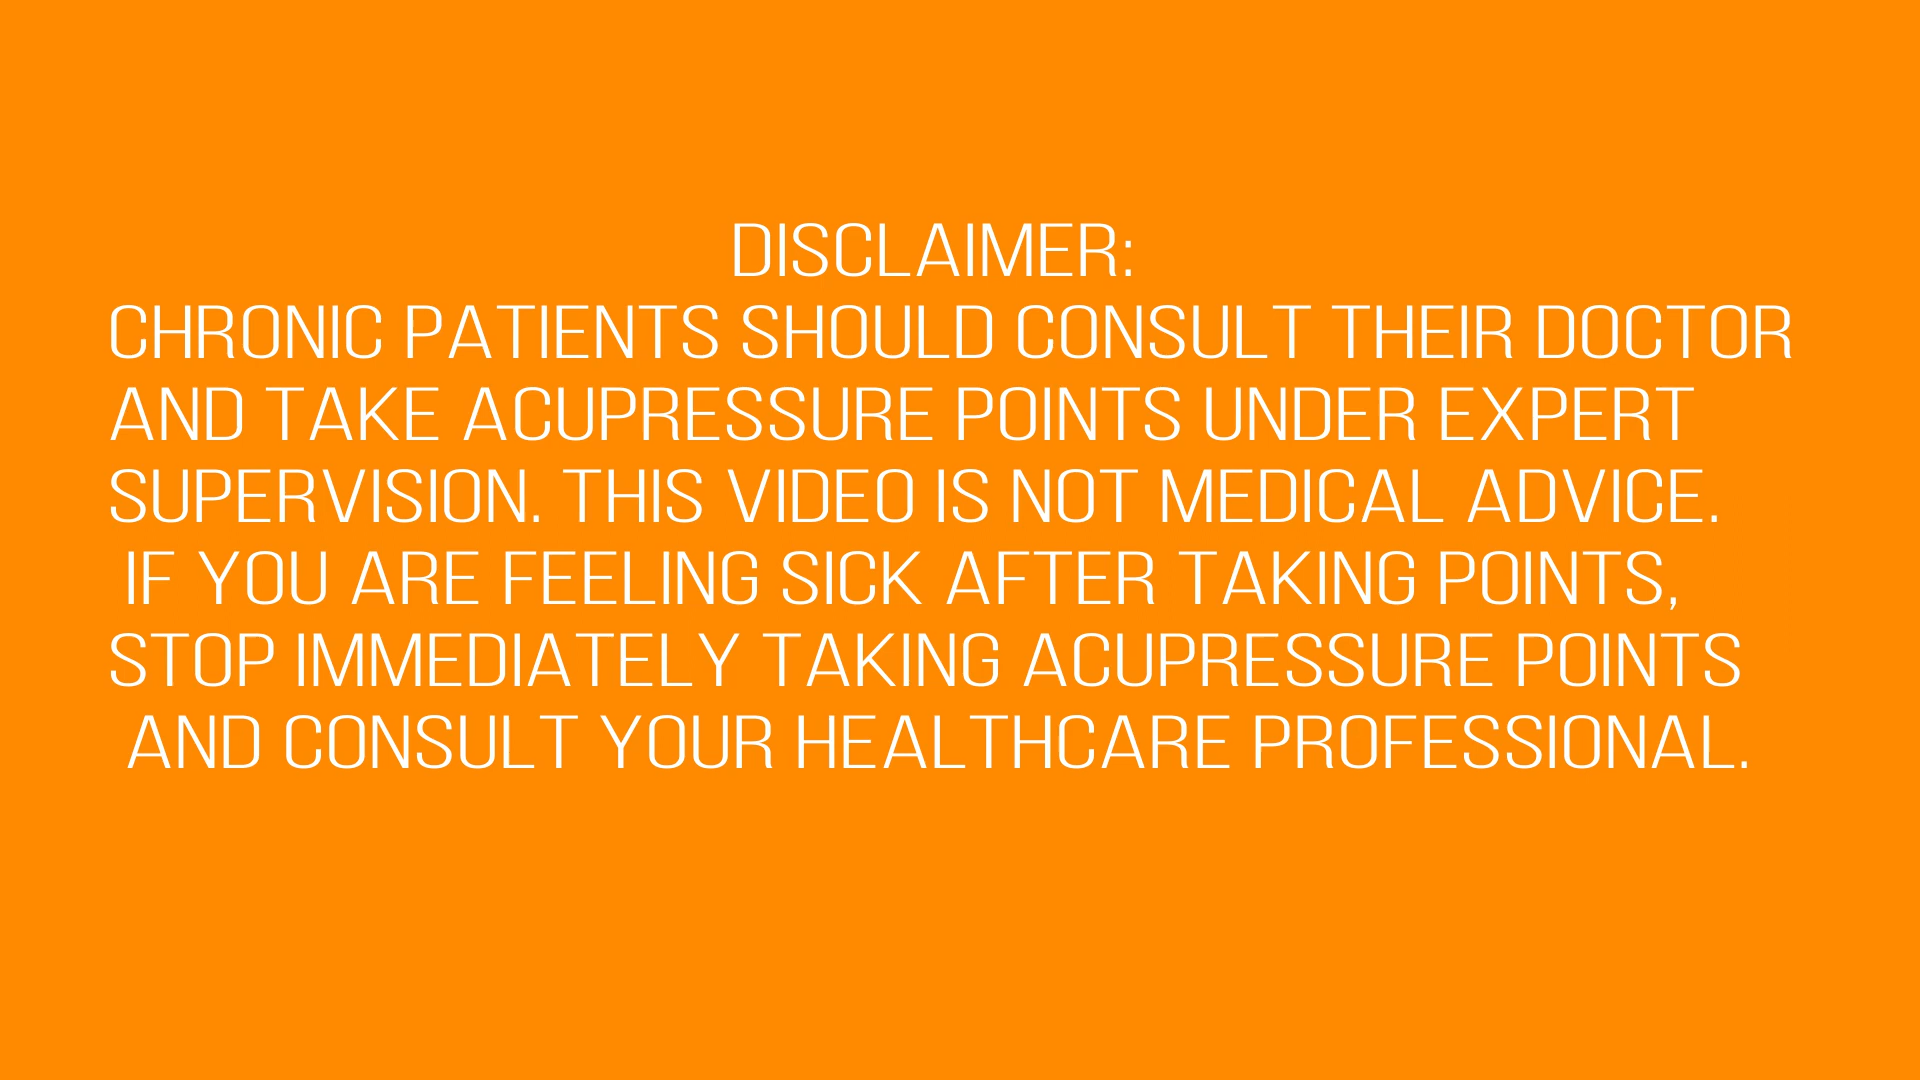 DISCLAIMER:
CHRONIC PATIENTS SHOULD CONSULT THEIR DOCTOR
AND TAKE ACUPRESSURE POINTS UNDER EXPERT
SUPERVISION. THIS VIDEO IS NOT MEDICAL ADVICE.
IF YOU ARE FEELING SICK AFTER TAKING POINTS,
STOP IMMEDIATELY TAKING ACUPRESSURE POINTS
AND CONSULT YOUR HEALTHCARE PROFESSIONAL.